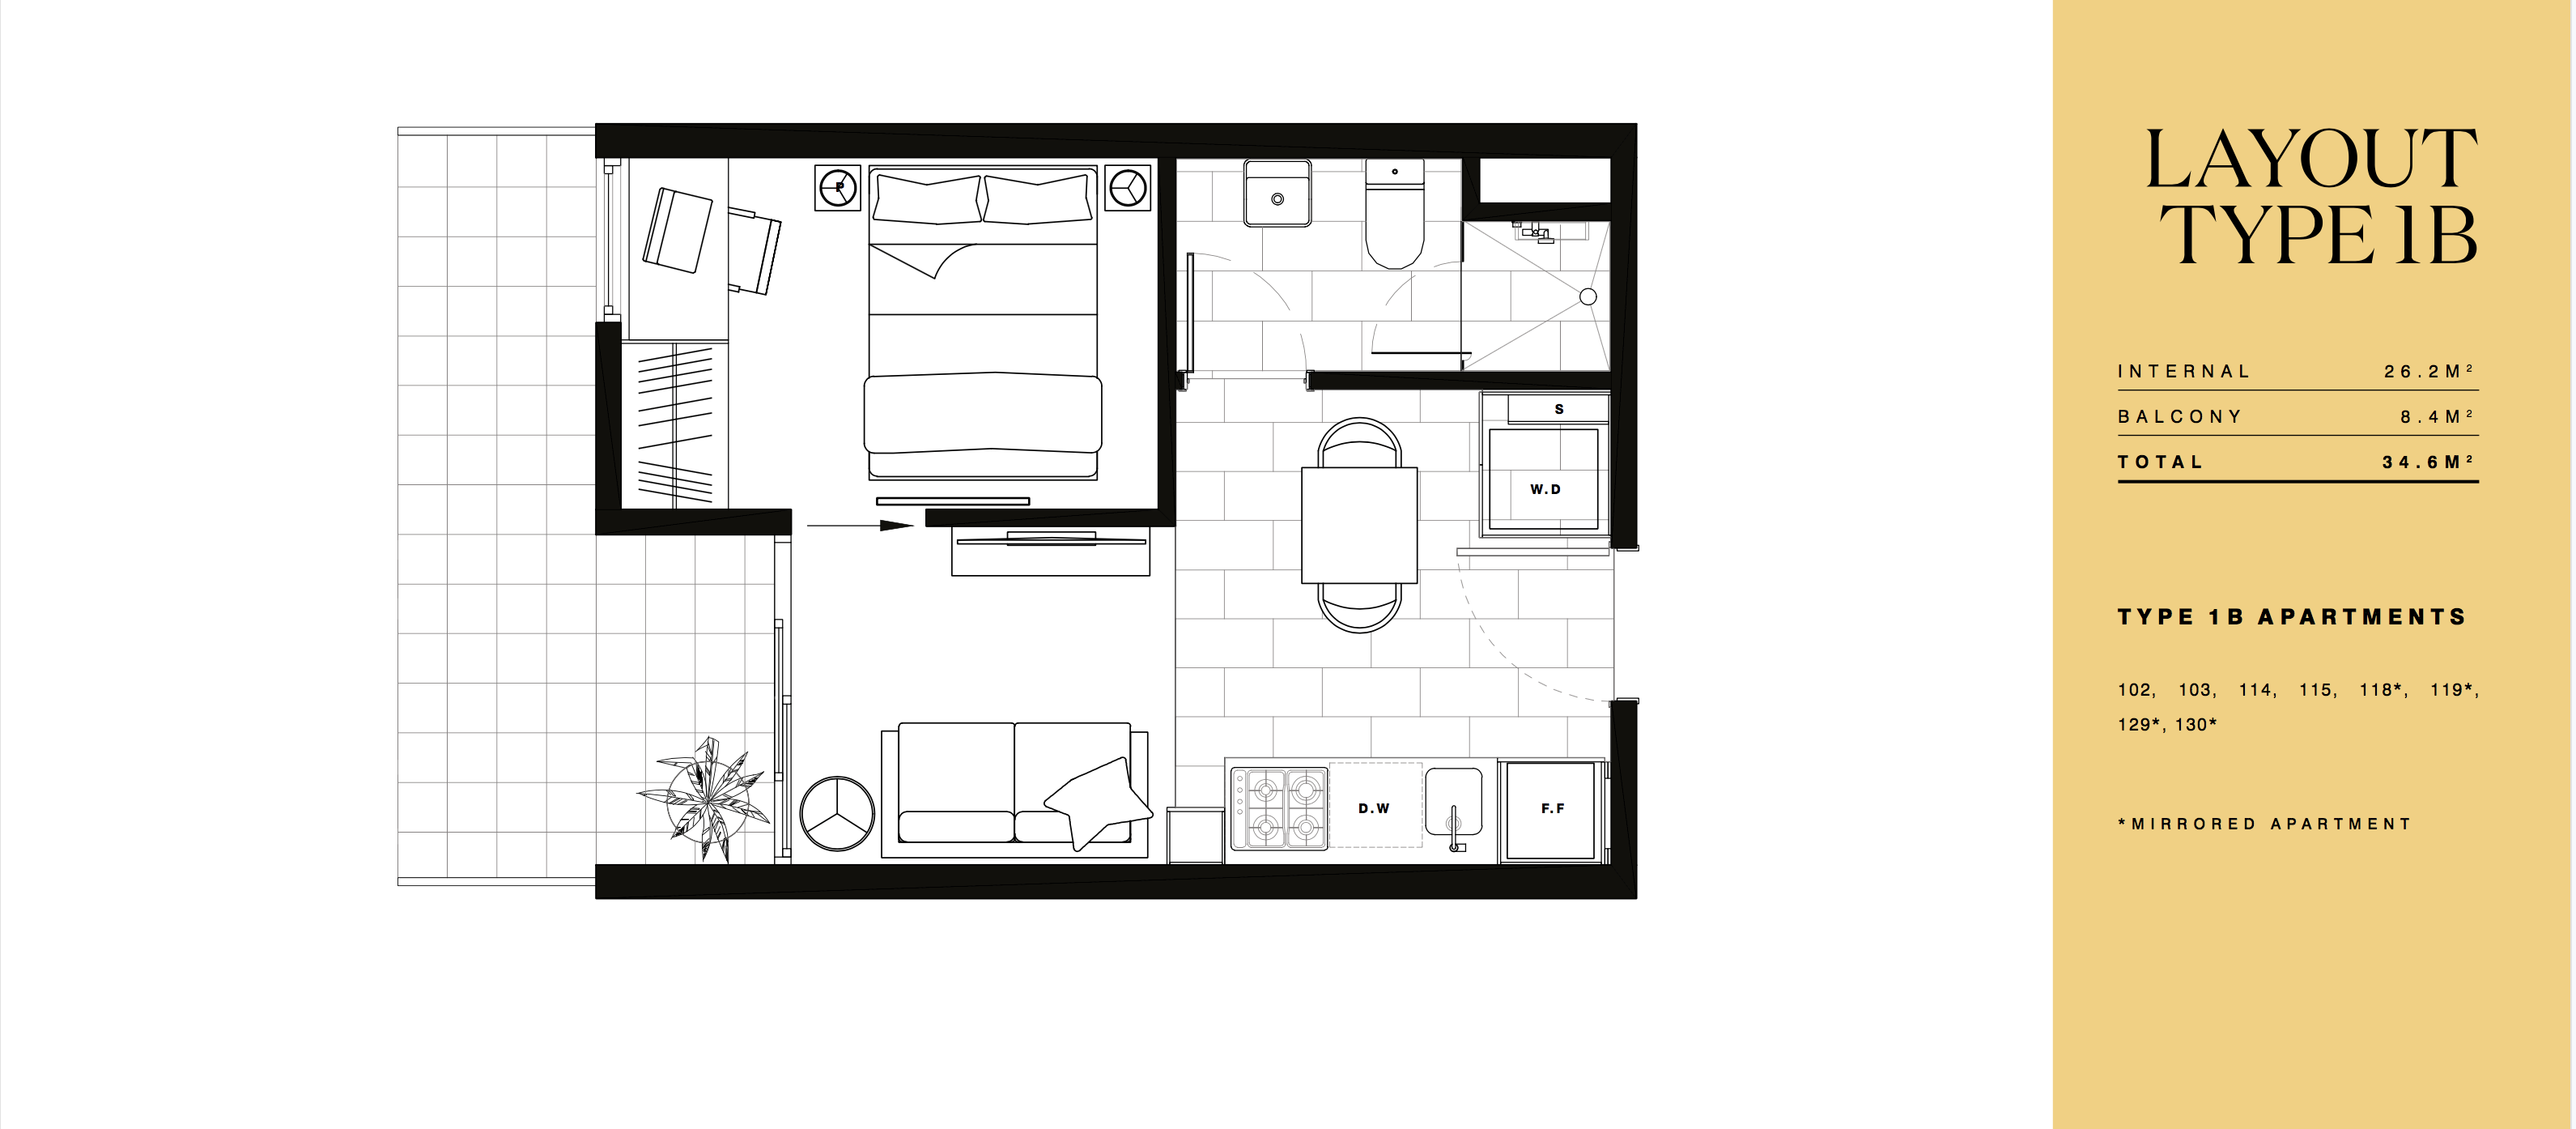 P
S
W.D
D.W
F.F
LAYOUT
TYPE 1B
INTERNAL 26.2M²
BALCONY 8.4M²
TOTAL 34.6M²
TYPE 1B APARTMENTS
102, 103, 114, 115, 118*, 119*,
129*, 130*
*MIRRORED APARTMENT